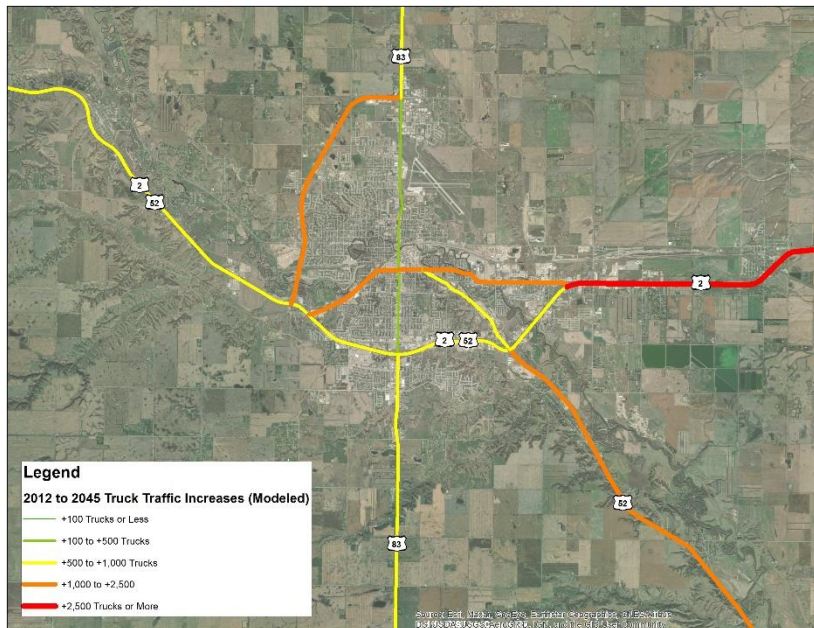 83
2
52
2
2
52
52
83
Legend
2012 to 2045 Truck Traffic Increases (Modeled)
+100 Trucks or Less
+100 to +500 Trucks
+500 to +1,000 Trucks
+1,000 to +2,500
+2,500 Trucks or More
Earthstar Geographics,